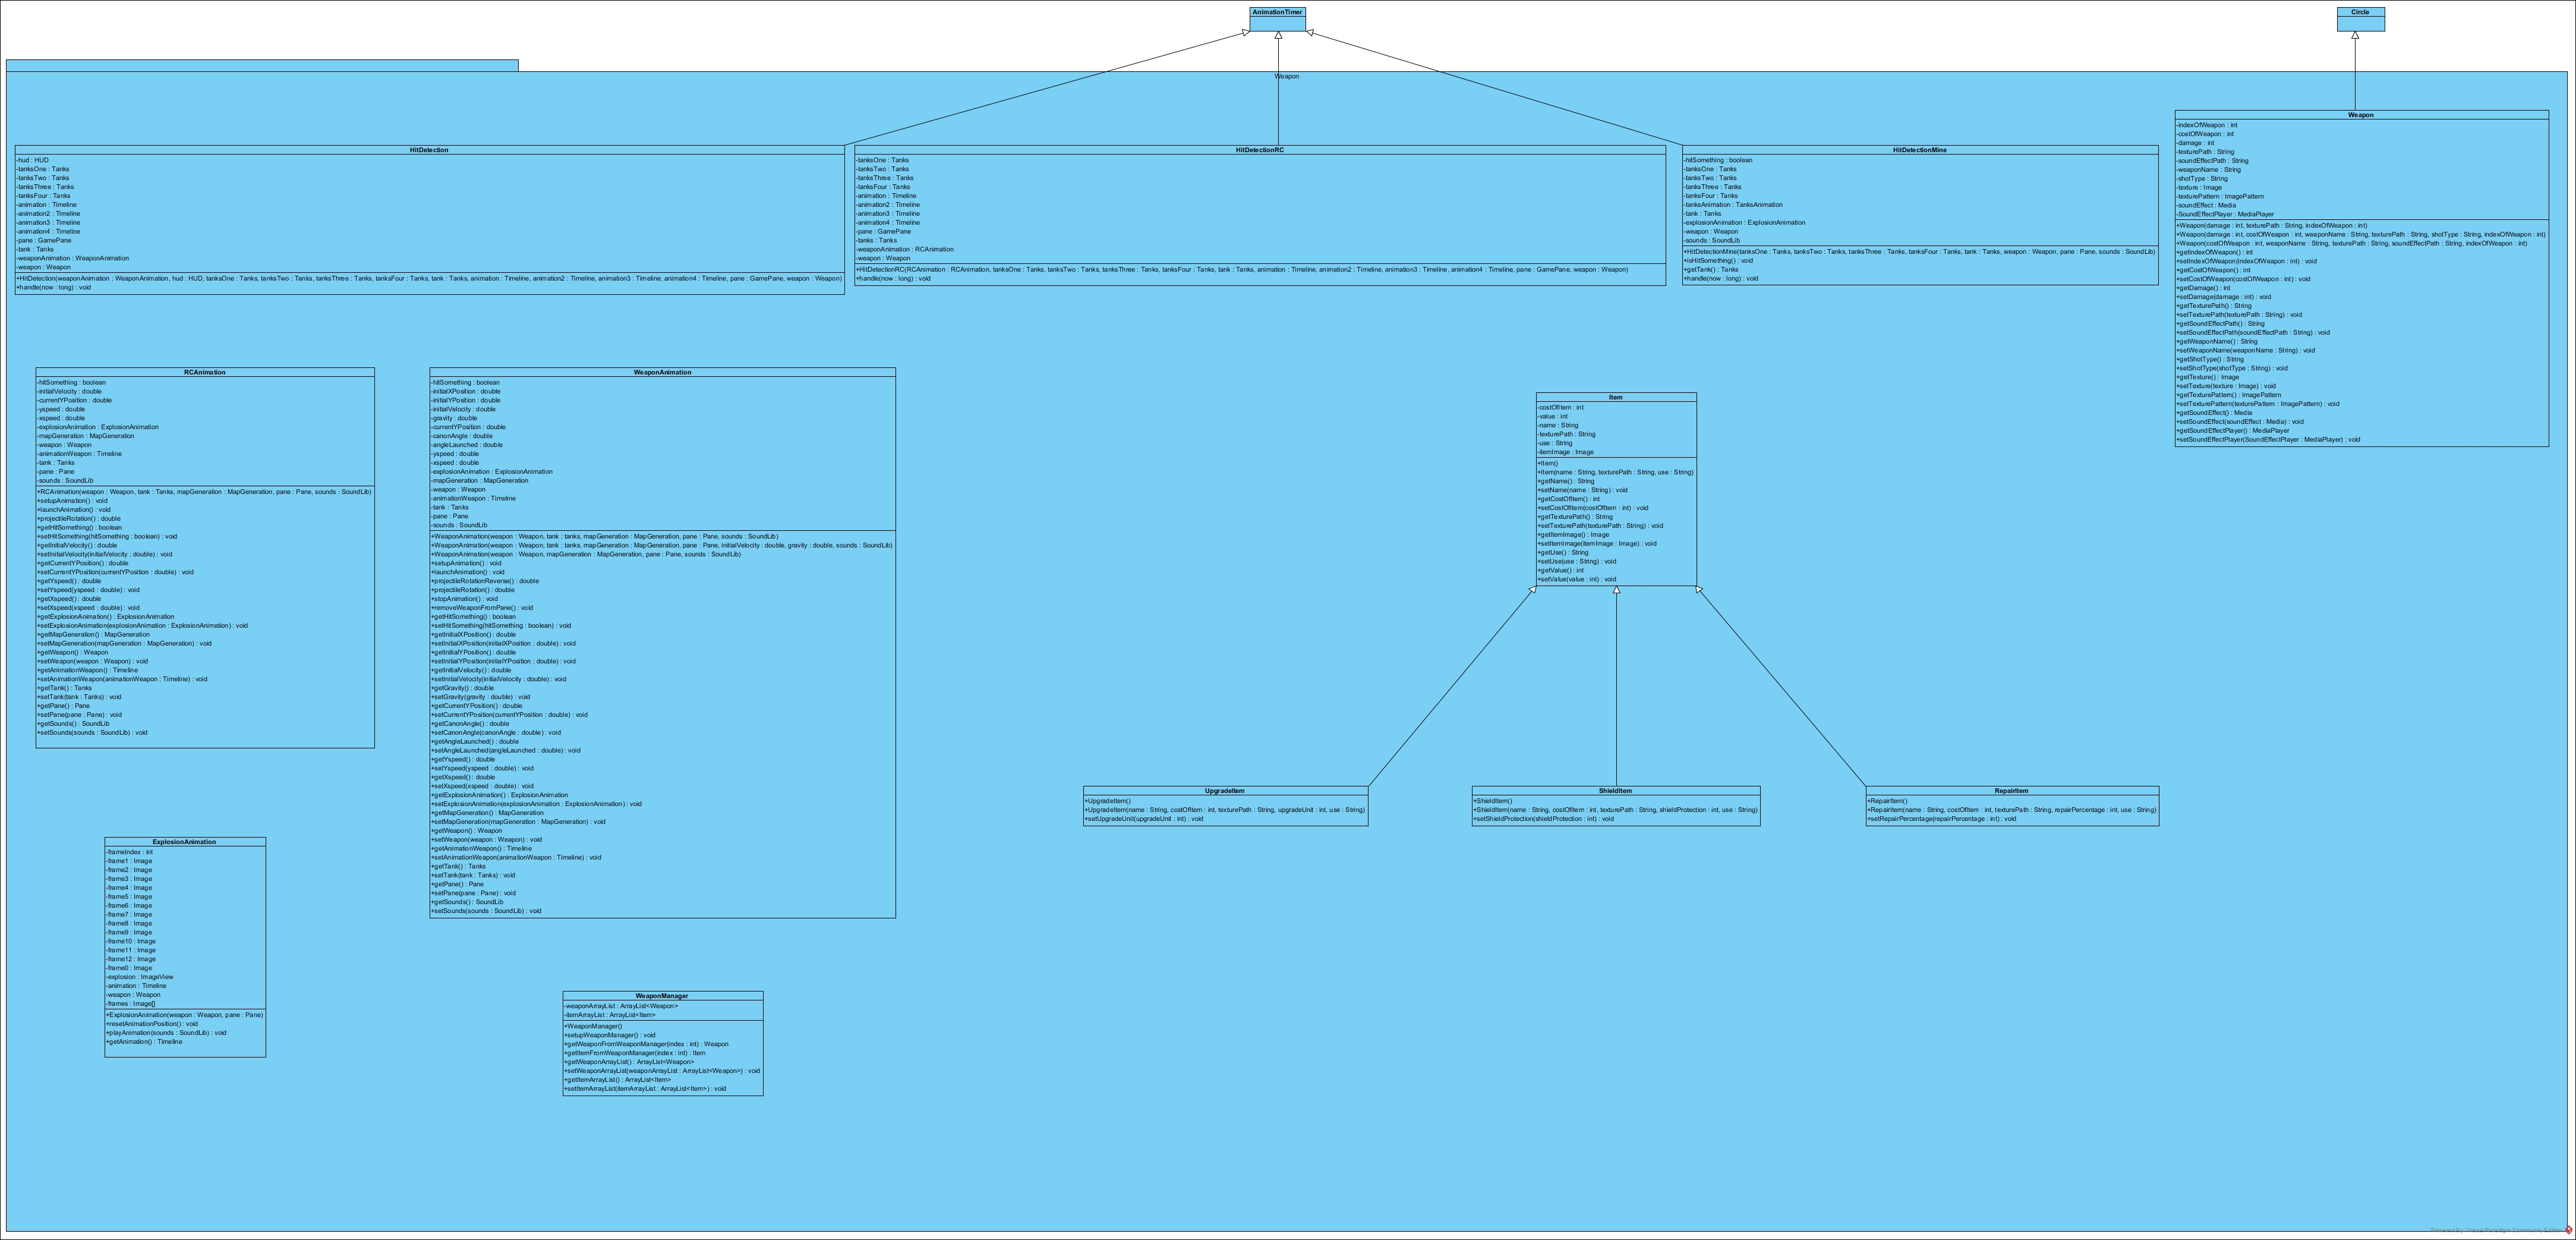 AnimationTimer
Circle
Weapon
HitDetection
-hud : HUD
-tanksOne : Tanks
-tanksTwo : Tanks
-tanksThree : Tanks
-tanksFour : Tanks
-animation : Timeline
-animation2 : Timeline
-animation3 : Timeline
-animation4 : Timeline
-pane : GamePane
-tank : Tanks
-weaponAnimation : WeaponAnimation
-weapon : Weapon
+HitDetection(weaponAnimation : WeaponAnimation, hud : HUD, tanksOne : Tanks, tanksTwo : Tanks, tanksThree : Tanks, tanksFour : Tanks, tank : Tanks, animation : Timeline, animation2 : Timeline, animation3 : Timeline, animation4 : Timeline, pane : GamePane, weapon : Weapon)
+handle(now : long) : void
HitDetectionRC
-tanksOne : Tanks
-tanksTwo : Tanks
-tanksThree : Tanks
-tanksFour : Tanks
-animation : Timeline
-animation2 : Timeline
-animation3 : Timeline
-animation4 : Timeline
-pane : GamePane
-tanks : Tanks
-weaponAnimation : RCAnimation
-weapon : Weapon
+HitDetectionRC(RCAnimation : RCAnimation, tanksOne : Tanks, tanksTwo : Tanks, tanksThree : Tanks, tanksFour : Tanks, tank : Tanks, animation : Timeline, animation2 : Timeline, animation3 : Timeline, animation4 : Timeline, pane : GamePane, weapon : Weapon)
+handle(now : long) : void
HitDetectionMine
-hitSomething : boolean
-tanksOne : Tanks
-tanksTwo : Tanks
-tanksThree : Tanks
-tanksFour : Tanks
-tanksAnimation : TanksAnimation
-tank : Tanks
-explosionAnimation : ExplosionAnimation
-weapon : Weapon
-sounds : SoundLib
+HitDetectionMine(tanksOne : Tanks, tanksTwo : Tanks, tanksThree : Tanks, tanksFour : Tanks, tank : Tanks, weapon : Weapon, pane : Pane, sounds : SoundLib)
+isHitSomething() : void
+getTank() : Tanks
+handle(now : long) : void
Weapon
-indexOfWeapon : int
-costOfWeapon : int
-damage : int
-texturePath : String
-soundEffectPath : String
-weaponName : String
-shotType : String
-texture : Image
-texturePattern : ImagePattern
-soundEffect : Media
-SoundEffectPlayer : MediaPlayer
+Weapon(damage : int, texturePath : String, indexOfWeapon : int)
+Weapon(damage : int, costOfWeapon : int, weaponName : String, texturePath : String, shotType : String, indexOfWeapon : int)
+Weapon(costOfWeapon : int, weaponName : String, texturePath : String, soundEffectPath : String, indexOfWeapon : int)
+getIndexOfWeapon() : int
+setIndexOfWeapon(indexOfWeapon : int) : void
+getCostOfWeapon() : int
+setCostOfWeapon(costOfWeapon : int) : void
+getDamage() : int
+setDamage(damage : int) : void
+getTexturePath() : String
+setTexturePath(texturePath : String) : void
+getSoundEffectPath() : String
+setSoundEffectPath(soundEffectPath : String) : void
+getWeaponName() : String
+setWeaponName(weaponName : String) : void
+getShotType() : String
+setShotType(shotType : String) : void
+getTexture() : Image
+setTexture(texture : Image) : void
+getTexturePattern() : ImagePattern
+setTexturePattern(texturePattern : ImagePattern) : void
+getSoundEffect() : Media
+setSoundEffect(soundEffect : Media) : void
+getSoundEffectPlayer() : MediaPlayer
+setSoundEffectPlayer(SoundEffectPlayer : MediaPlayer) : void
RCAnimation
-hitSomething : boolean
-initialVelocity : double
-currentYPosition : double
-yspeed : double
-xspeed : double
-explosionAnimation : ExplosionAnimation
-mapGeneration : MapGeneration
-weapon : Weapon
-animationWeapon : Timeline
-tank : Tanks
-pane : Pane
-sounds : SoundLib
+RCAnimation(weapon : Weapon, tank : Tanks, mapGeneration : MapGeneration, pane : Pane, sounds : SoundLib)
+setupAnimation() : void
+launchAnimation() : void
+projectileRotation() : double
+getHitSomething() : boolean
+setHitSomething(hitSomething : boolean) : void
+getInitialVelocity() : double
+setInitialVelocity(initialVelocity : double) : void
+getCurrentYPosition() : double
+setCurrentYPosition(currentYPosition : double) : void
+getYspeed() : double
+setYspeed(yspeed : double) : void
+getXspeed() : double
+setXspeed(xspeed : double) : void
+getExplosionAnimation() : ExplosionAnimation
+setExplosionAnimation(explosionAnimation : ExplosionAnimation) : void
+getMapGeneration() : MapGeneration
+setMapGeneration(mapGeneration : MapGeneration) : void
+getWeapon() : Weapon
+setWeapon(weapon : Weapon) : void
+getAnimationWeapon() : Timeline
+setAnimationWeapon(animationWeapon : Timeline) : void
+getTank() : Tanks
+setTank(tank : Tanks) : void
+getPane() : Pane
+setPane(pane : Pane) : void
+getSounds() : SoundLib
+setSounds(sounds : SoundLib) : void
WeaponAnimation
-hitSomething : boolean
-initialXPosition : double
-initialYPosition : double
-initialVelocity : double
-gravity : double
-currentYPosition : double
-canonAngle : double
-angleLaunched : double
-yspeed : double
-xspeed : double
-explosionAnimation : ExplosionAnimation
-mapGeneration : MapGeneration
-weapon : Weapon
-animationWeapon : Timeline
-tank : Tanks
-pane : Pane
-sounds : SoundLib
+WeaponAnimation(weapon : Weapon, tank : tanks, mapGeneration : MapGeneration, pane : Pane, sounds : SoundLib)
+WeaponAnimation(weapon : Weapon, tank : tanks, mapGeneration : MapGeneration, pane : Pane, initialVelocity : double, gravity : double, sounds : SoundLib)
+WeaponAnimation(weapon : Weapon, mapGeneration : MapGeneration, pane : Pane, sounds : SoundLib)
+setupAnimation() : void
+launchAnimation() : void
+projectileRotationReverse() : double
+projectileRotation() : double
+stopAnimation() : void
+removeWeaponFromPane() : void
+getHitSomething() : boolean
+setHitSomething(hitSomething : boolean) : void
+getInitialXPosition() : double
+setInitialXPosition(initialXPosition : double) : void
+getInitialYPosition() : double
+setInitialYPosition(initialYPosition : double) : void
+getInitialVelocity() : double
+setInitialVelocity(initialVelocity : double) : void
+getGravity() : double
+setGravity(gravity : double) : void
+getCurrentYPosition() : double
+setCurrentYPosition(currentYPosition : double) : void
+getCanonAngle() : double
+setCanonAngle(canonAngle : double) : void
+getAngleLaunched() : double
+setAngleLaunched(angleLaunched : double) : void
+getYspeed() : double
+setYspeed(yspeed : double) : void
+getXspeed() : double
+setXspeed(xspeed : double) : void
+getExplosionAnimation() : ExplosionAnimation
+setExplosionAnimation(explosionAnimation : ExplosionAnimation) : void
+getMapGeneration() : MapGeneration
+setMapGeneration(mapGeneration : MapGeneration) : void
+getWeapon() : Weapon
+setWeapon(weapon : Weapon) : void
+getAnimationWeapon() : Timeline
+setAnimationWeapon(animationWeapon : Timeline) : void
+getTank() : Tanks
+setTank(tank : Tanks) : void
+getPane() : Pane
+setPane(pane : Pane) : void
+getSounds() : SoundLib
+setSounds(sounds : SoundLib) : void
Item
-costOfItem : int
-value : int
-name : String
-texturePath : String
-use : String
-itemImage : Image
+Item()
+Item(name : String, texturePath : String, use : String)
+getName() : String
+setName(name : String) : void
+getCostOfItem() : int
+setCostOfItem(costOfItem : int) : void
+getTexturePath() : String
+setTexturePath(texturePath : String) : void
+getItemImage() : Image
+setItemImage(itemImage : Image) : void
+getUse() : String
+setUse(use : String) : void
+getValue() : int
+setValue(value : int) : void
UpgradeItem
+UpgradeItem()
+UpgradeItem(name : String, costOfItem : int, texturePath : String, upgradeUnit : int, use : String)
+setUpgradeUnit(upgradeUnit : int) : void
ShieldItem
+ShieldItem()
+ShieldItem(name : String, costOfItem : int, texturePath : String, shieldProtection : int, use : String)
+setShieldProtection(shieldProtection : int) : void
RepairItem
+RepairItem()
+RepairItem(name : String, costOfItem : int, texturePath : String, repairPercentage : int, use : String)
+setRepairPercentage(repairPercentage : int) : void
ExplosionAnimation
-frameIndex : int
-frame1 : Image
-frame2 : Image
-frame3 : Image
-frame4 : Image
-frame5 : Image
-frame6 : Image
-frame7 : Image
-frame8 : Image
-frame9 : Image
-frame10 : Image
-frame11 : Image
-frame12 : Image
-frame0 : Image
-explosion : ImageView
-animation : Timeline
-weapon : Weapon
-frames : Image[]
+ExplosionAnimation(weapon : Weapon, pane : Pane)
+resetAnimationPosition() : void
+playAnimation(sounds : SoundLib) : void
+getAnimation() : Timeline
WeaponManager
-weaponArrayList : ArrayList<Weapon>
-itemArrayList : ArrayList<Item>
+WeaponManager()
+setupWeaponManager() : void
+getWeaponFromWeaponManager(index : int) : Weapon
+getItemFromWeaponManager(index : int) : Item
+getWeaponArrayList() : ArrayList<Weapon>
+setWeaponArrayList(weaponArrayList : ArrayList<Weapon>) : void
+getItemArrayList() : ArrayList<Item>
+setItemArrayList(itemArrayList : ArrayList<Item>) : void
Powered By Visual Paradigm Community Edition